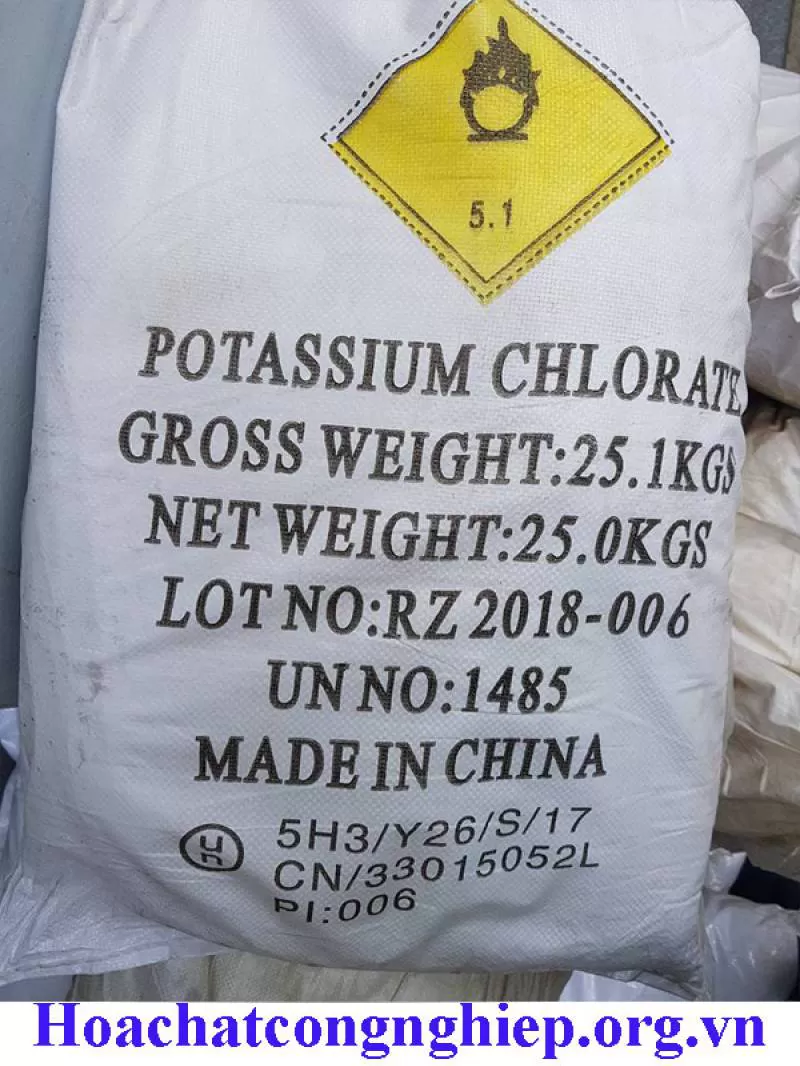 5.1
POTASSIUM CHLORATE
GROSS WEIGHT:25.1KGS
NET WEIGHT:25.0KGS
LOT NO:RZ 2018-006
UN NO:1485
MADE IN CHINA
un 5H3/Y26/S/17
CN/33015052L
PI:006
Hoachatcongnghiep.org.vn